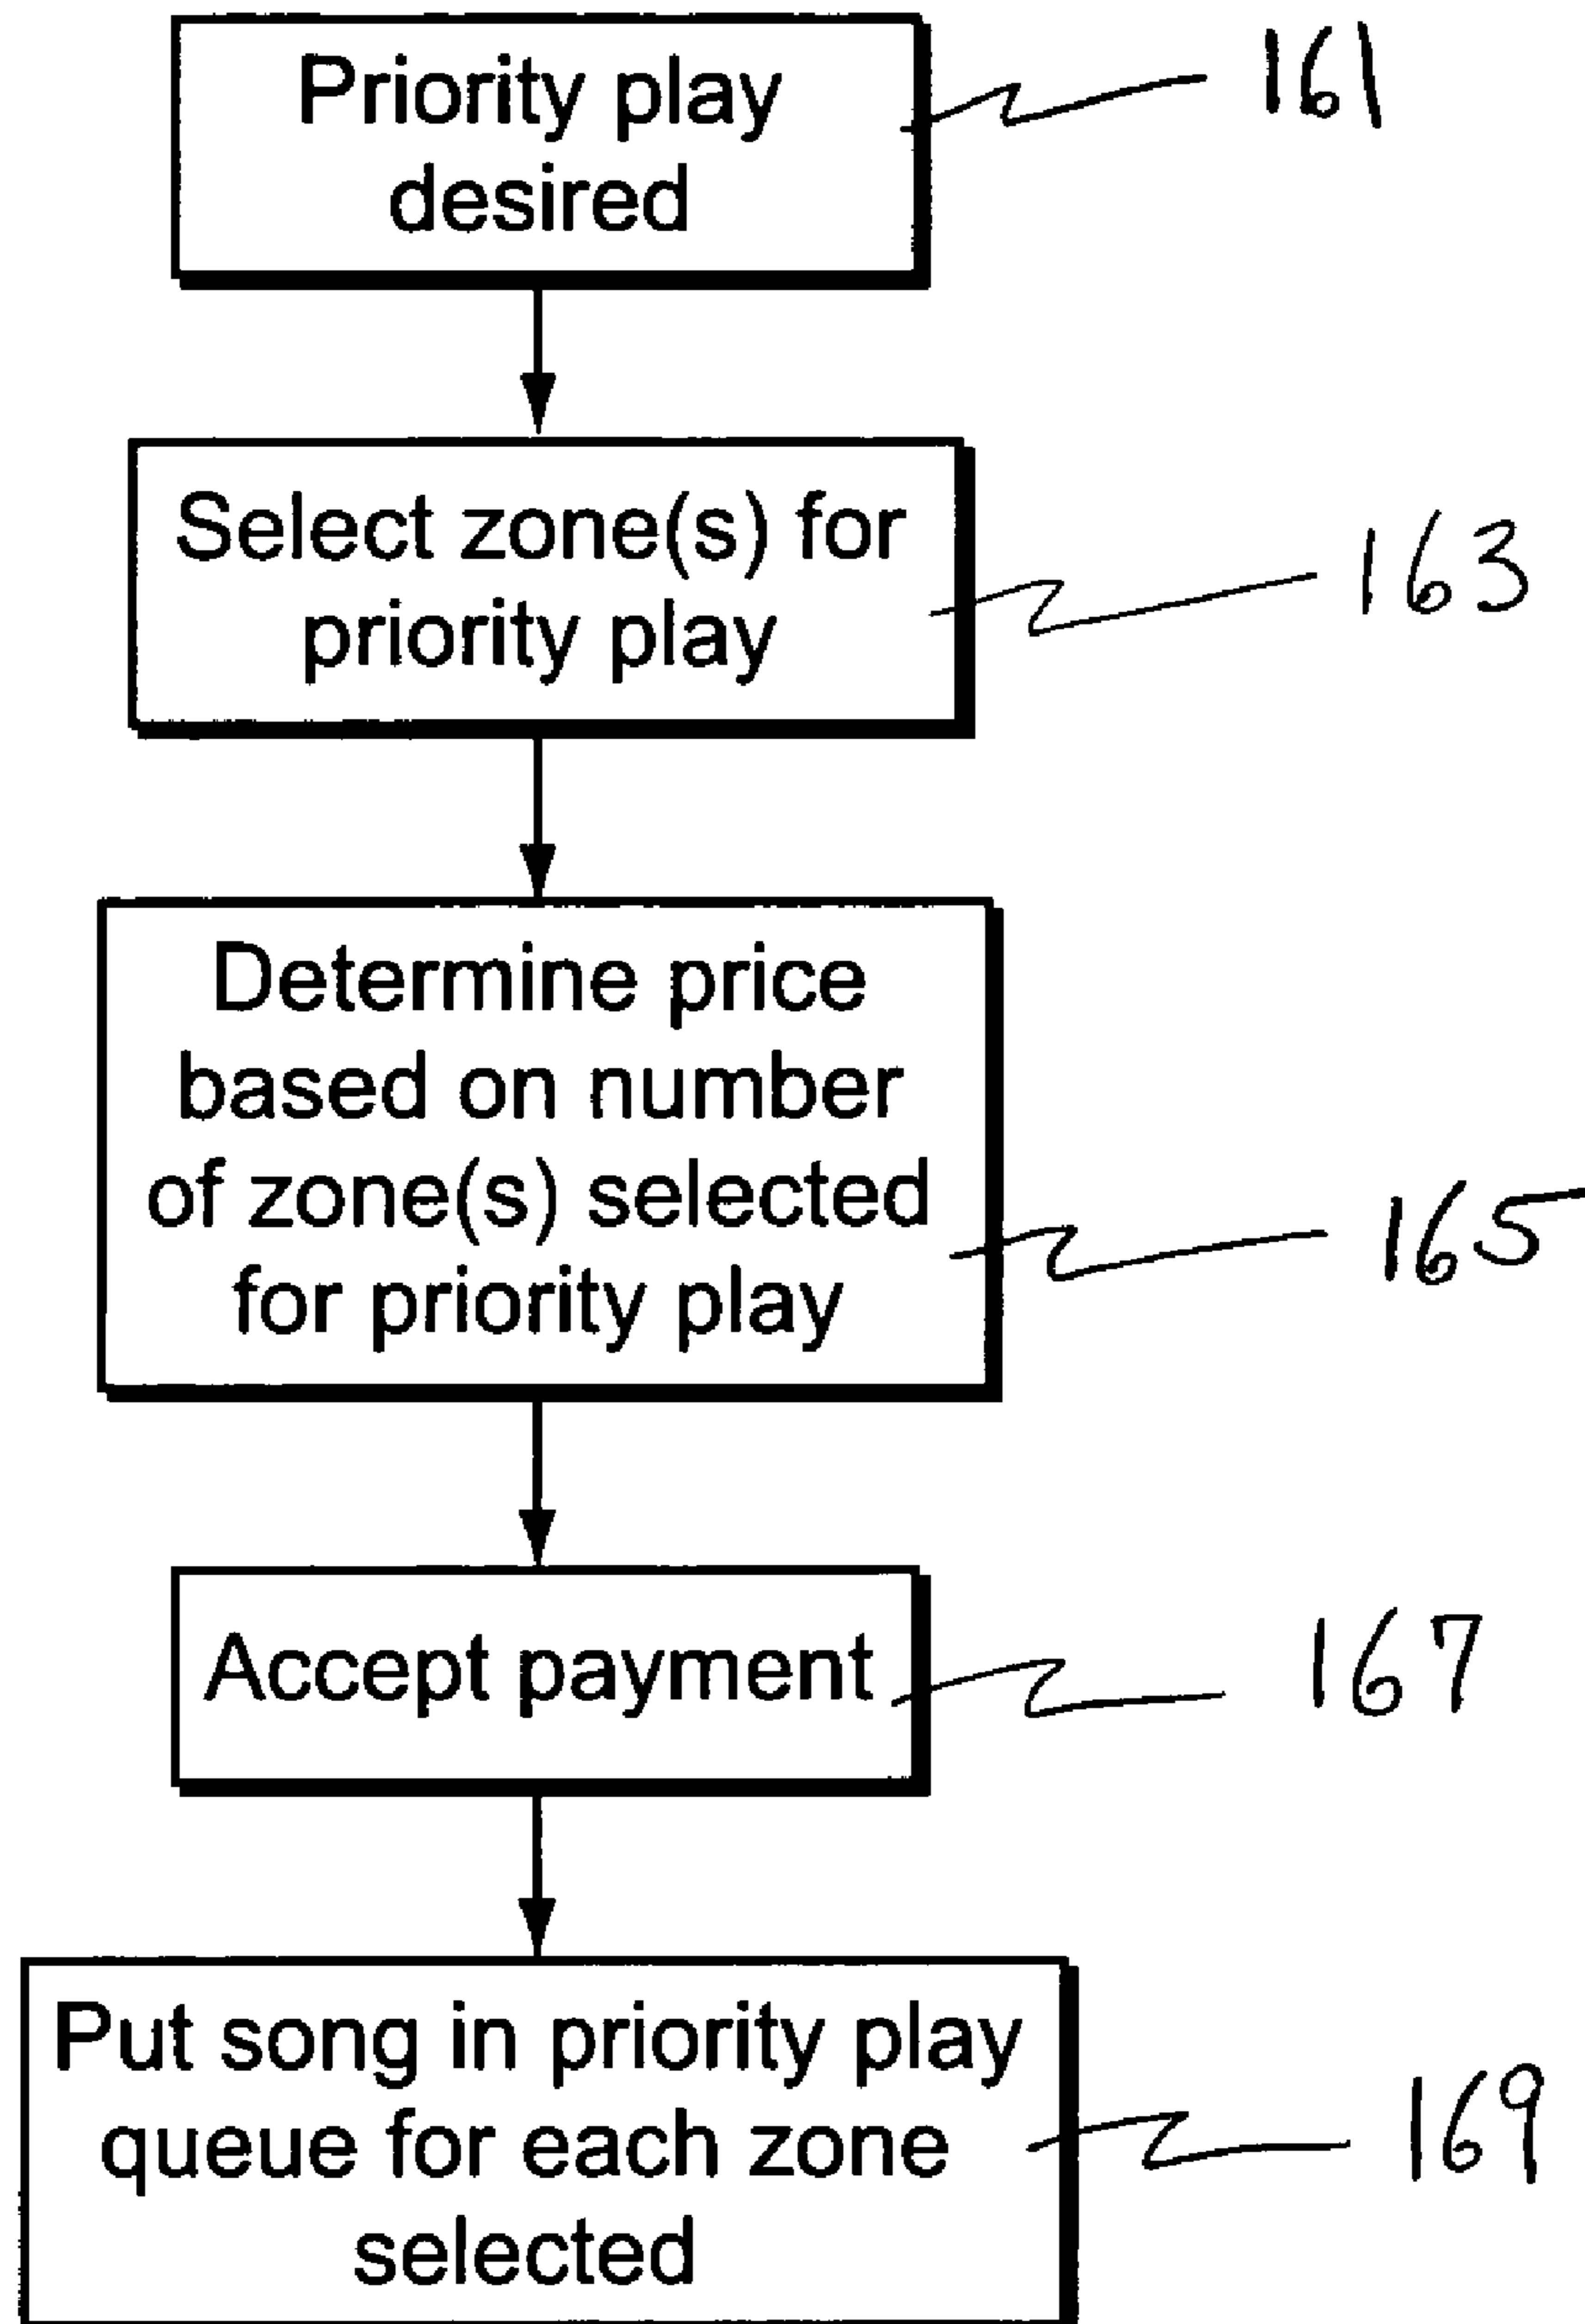 Priority play
desired
161
Select zone(s) for
priority play
163
Determine price
based on number
of zone(s) selected
for priority play
165
Accept payment
167
Put song in priority play
queue for each zone
selected
169